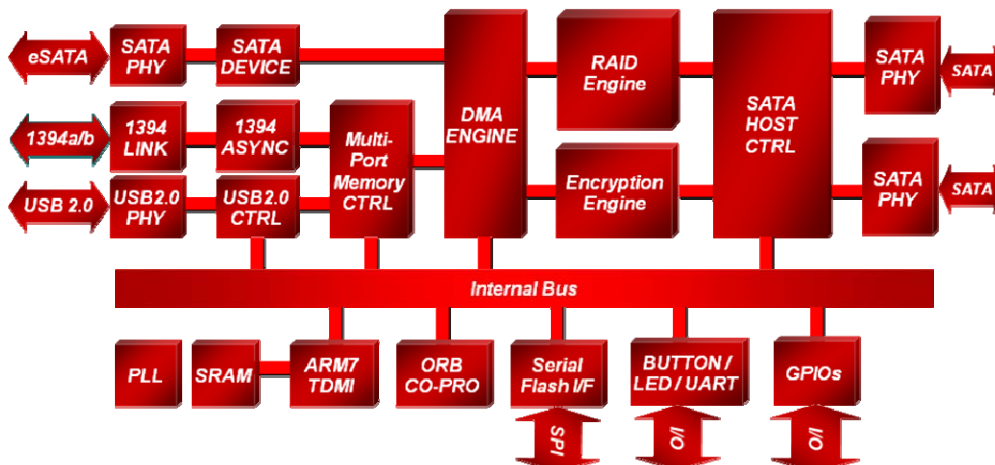 eSATA
SATA
PHY
SATA
DEVICE
1394a/b
1394
LINK
1394
ASYNC
USB 2.0
USB2.0
PHY
USB2.0
CTRL
Multi-
Port
Memory
CTRL
DMA
ENGINE
RAID
Engine
Encryption
Engine
SATA
HOST
CTRL
SATA
PHY
SATA
SATA
PHY
SATA
Internal Bus
PLL
SRAM
ARM7
TDMI
ORB
CO-PRO
Serial
Flash I/F
BUTTON /
LED / UART
GPIOs
SPI
I/O
I/O